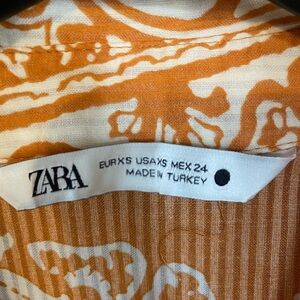 ZARA
EUR XS USA XS MEX 24
MADE IN TURKEY